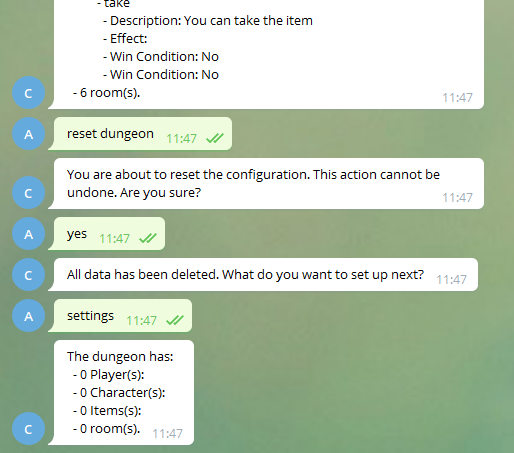 - take
- Description: You can take the item
- Effect:
- Win Condition: No
- Win Condition: No
- 6 room(s).
C
11:47
A
reset dungeon 11:47
You are about to reset the configuration. This action cannot be
undone. Are you sure?
C
11:47
A
yes 11:47
C
All data has been deleted. What do you want to set up next? 11:47
A
settings 11:47
The dungeon has:
- 0 Player(s):
- 0 Character(s):
- 0 Items(s):
- 0 room(s). 11:47
C